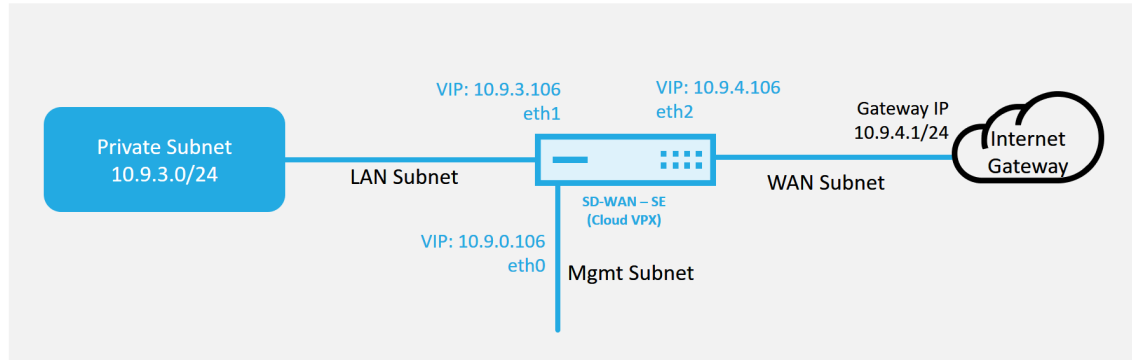 VIP: 10.9.3.106
eth1
VIP: 10.9.4.106
eth2
Gateway IP
10.9.4.1/24
Internet
Gateway
Private Subnet
10.9.3.0/24
LAN Subnet
WAN Subnet
SD-WAN – SE
(Cloud VPX)
VIP: 10.9.0.106
eth0
Mgmt Subnet